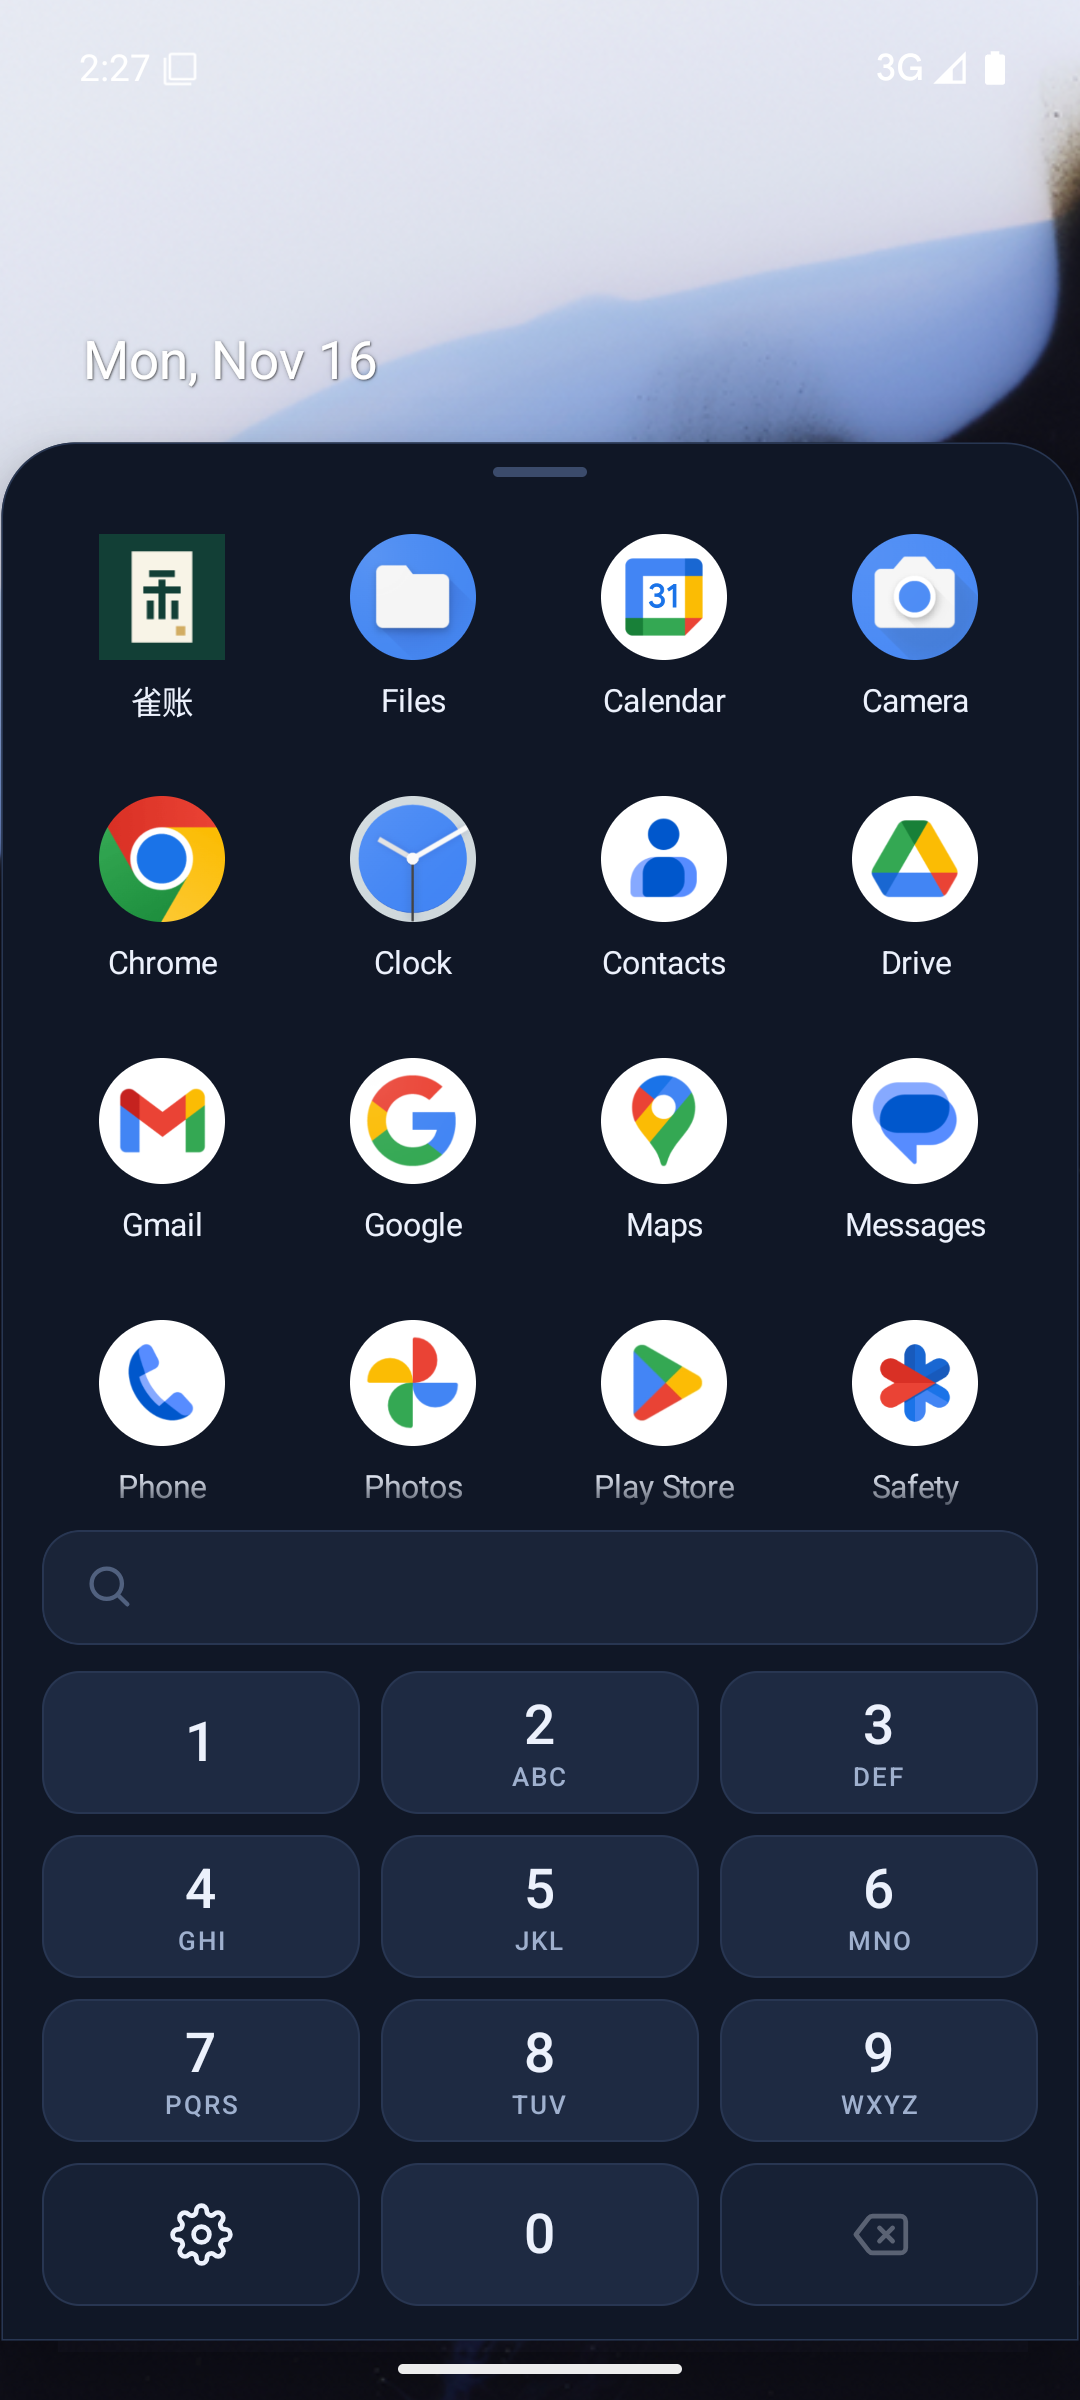 2:27 3G
Mon, Nov 16
31
雀账 Files Calendar Camera
Chrome Clock Contacts Drive
Gmail Google Maps Messages
Phone Photos Play Store Safety
1 2 3
ABC DEF
4 5 6
GHI JKL MNO
7 8 9
PQRS TUV WXYZ
0